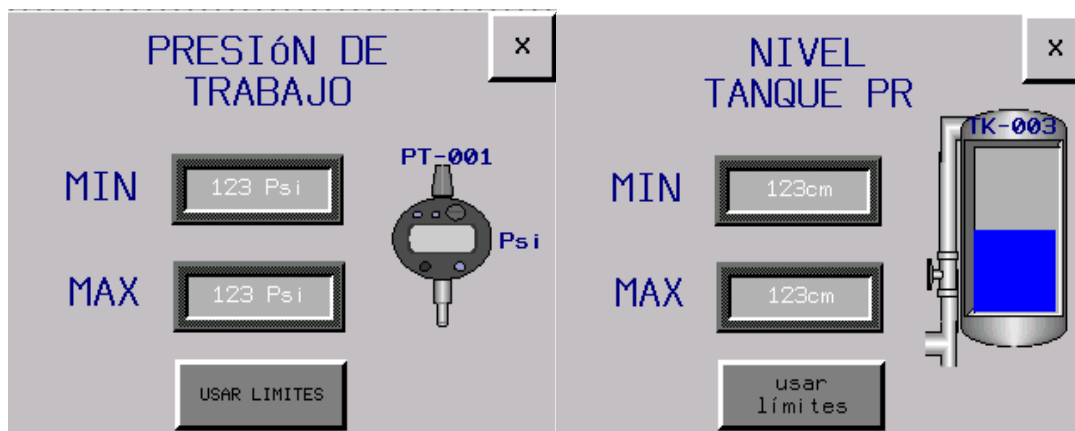 PRESIÓN DE
TRABAJO
x
MIN
123 Psi
PT-001
Psi
MAX
123 Psi
USAR LIMITES
NIVEL
TANQUE PR
x
TK-003
MIN
123cm
MAX
123cm
usar
límites